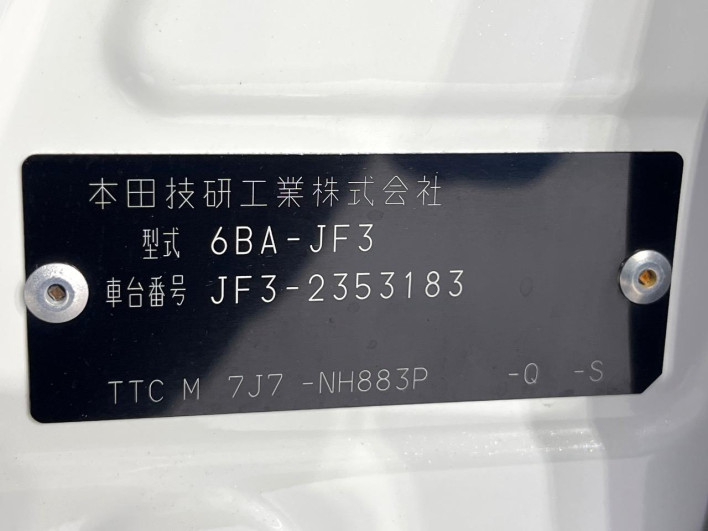 本田技研工業株式会社
型式 6BA-JF3
車台番号 JF3-2353183
TTC M 7J7 -NH883P -Q -S